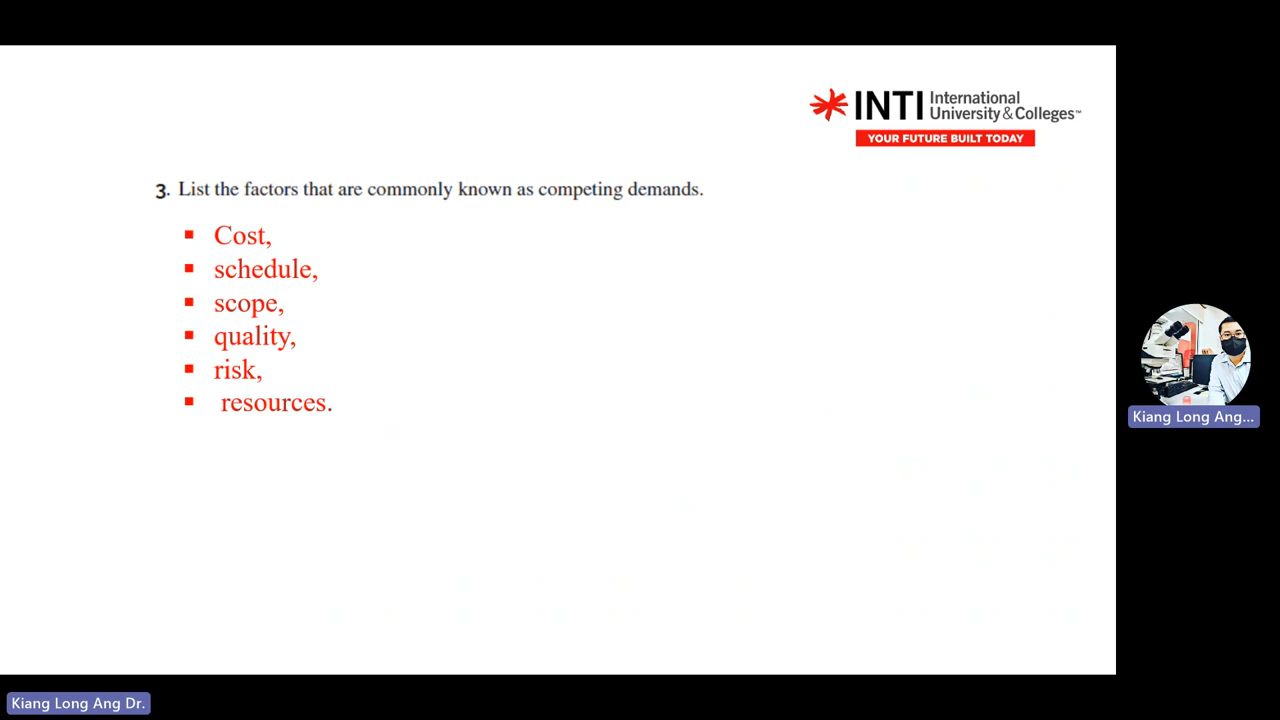 INTI International
University & Colleges™
YOUR FUTURE BUILT TODAY
3. List the factors that are commonly known as competing demands.
▪ Cost,
▪ schedule,
▪ scope,
▪ quality,
▪ risk,
▪ resources.
Kiang Long Ang...
Kiang Long Ang Dr.